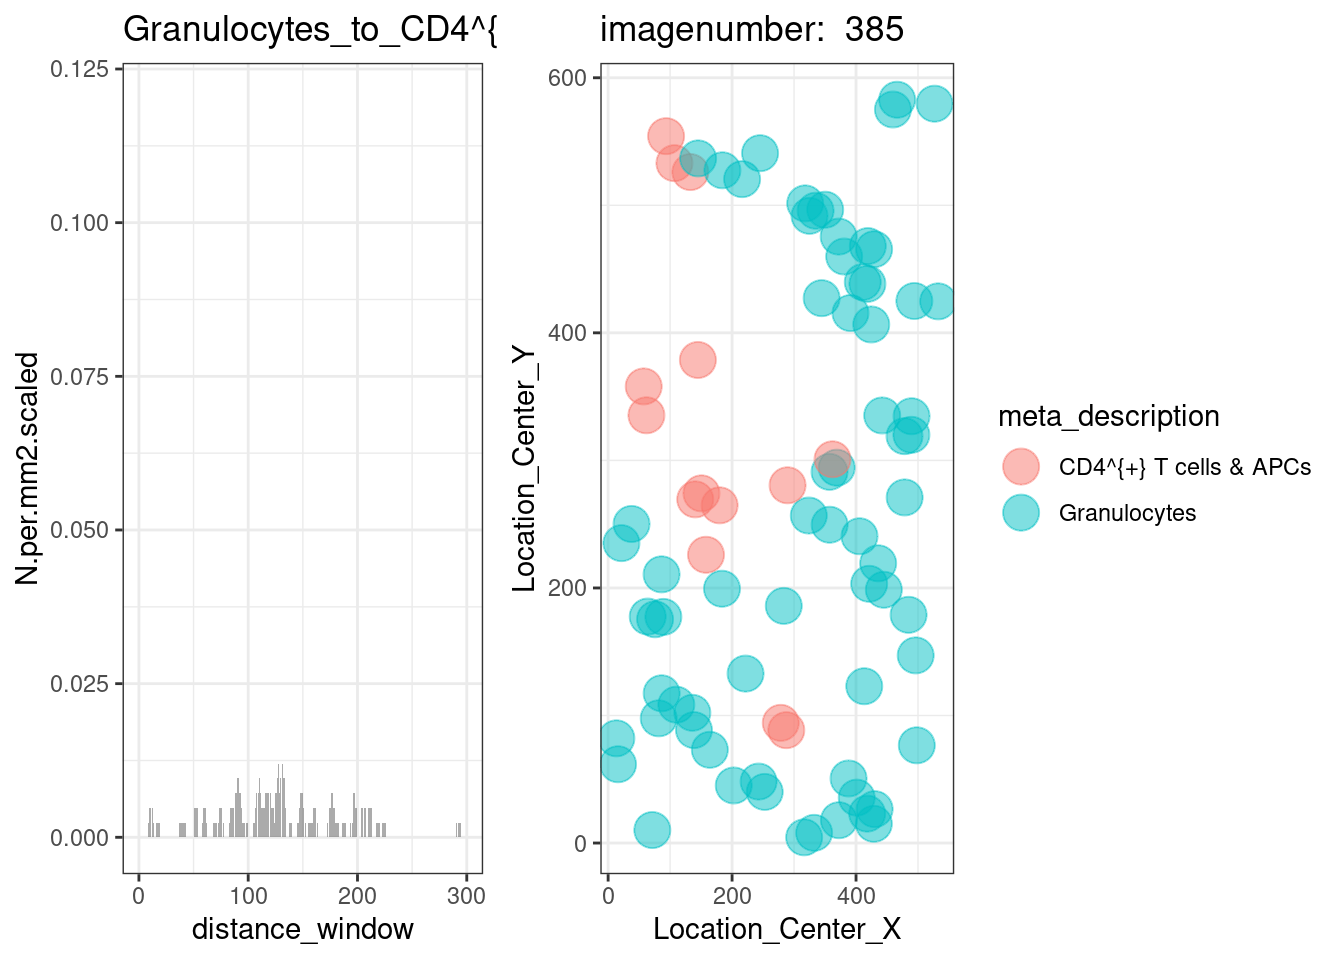 Granulocytes_to_CD4^{
N.per.mm2.scaled
0.125
0.100
0.075
0.050
0.025
0.000
0 100 200 300
distance_window
imagenumber:  385
Location_Center_Y
600
400
200
0
0 200 400
Location_Center_X
meta_description
CD4^{+} T cells & APCs
Granulocytes